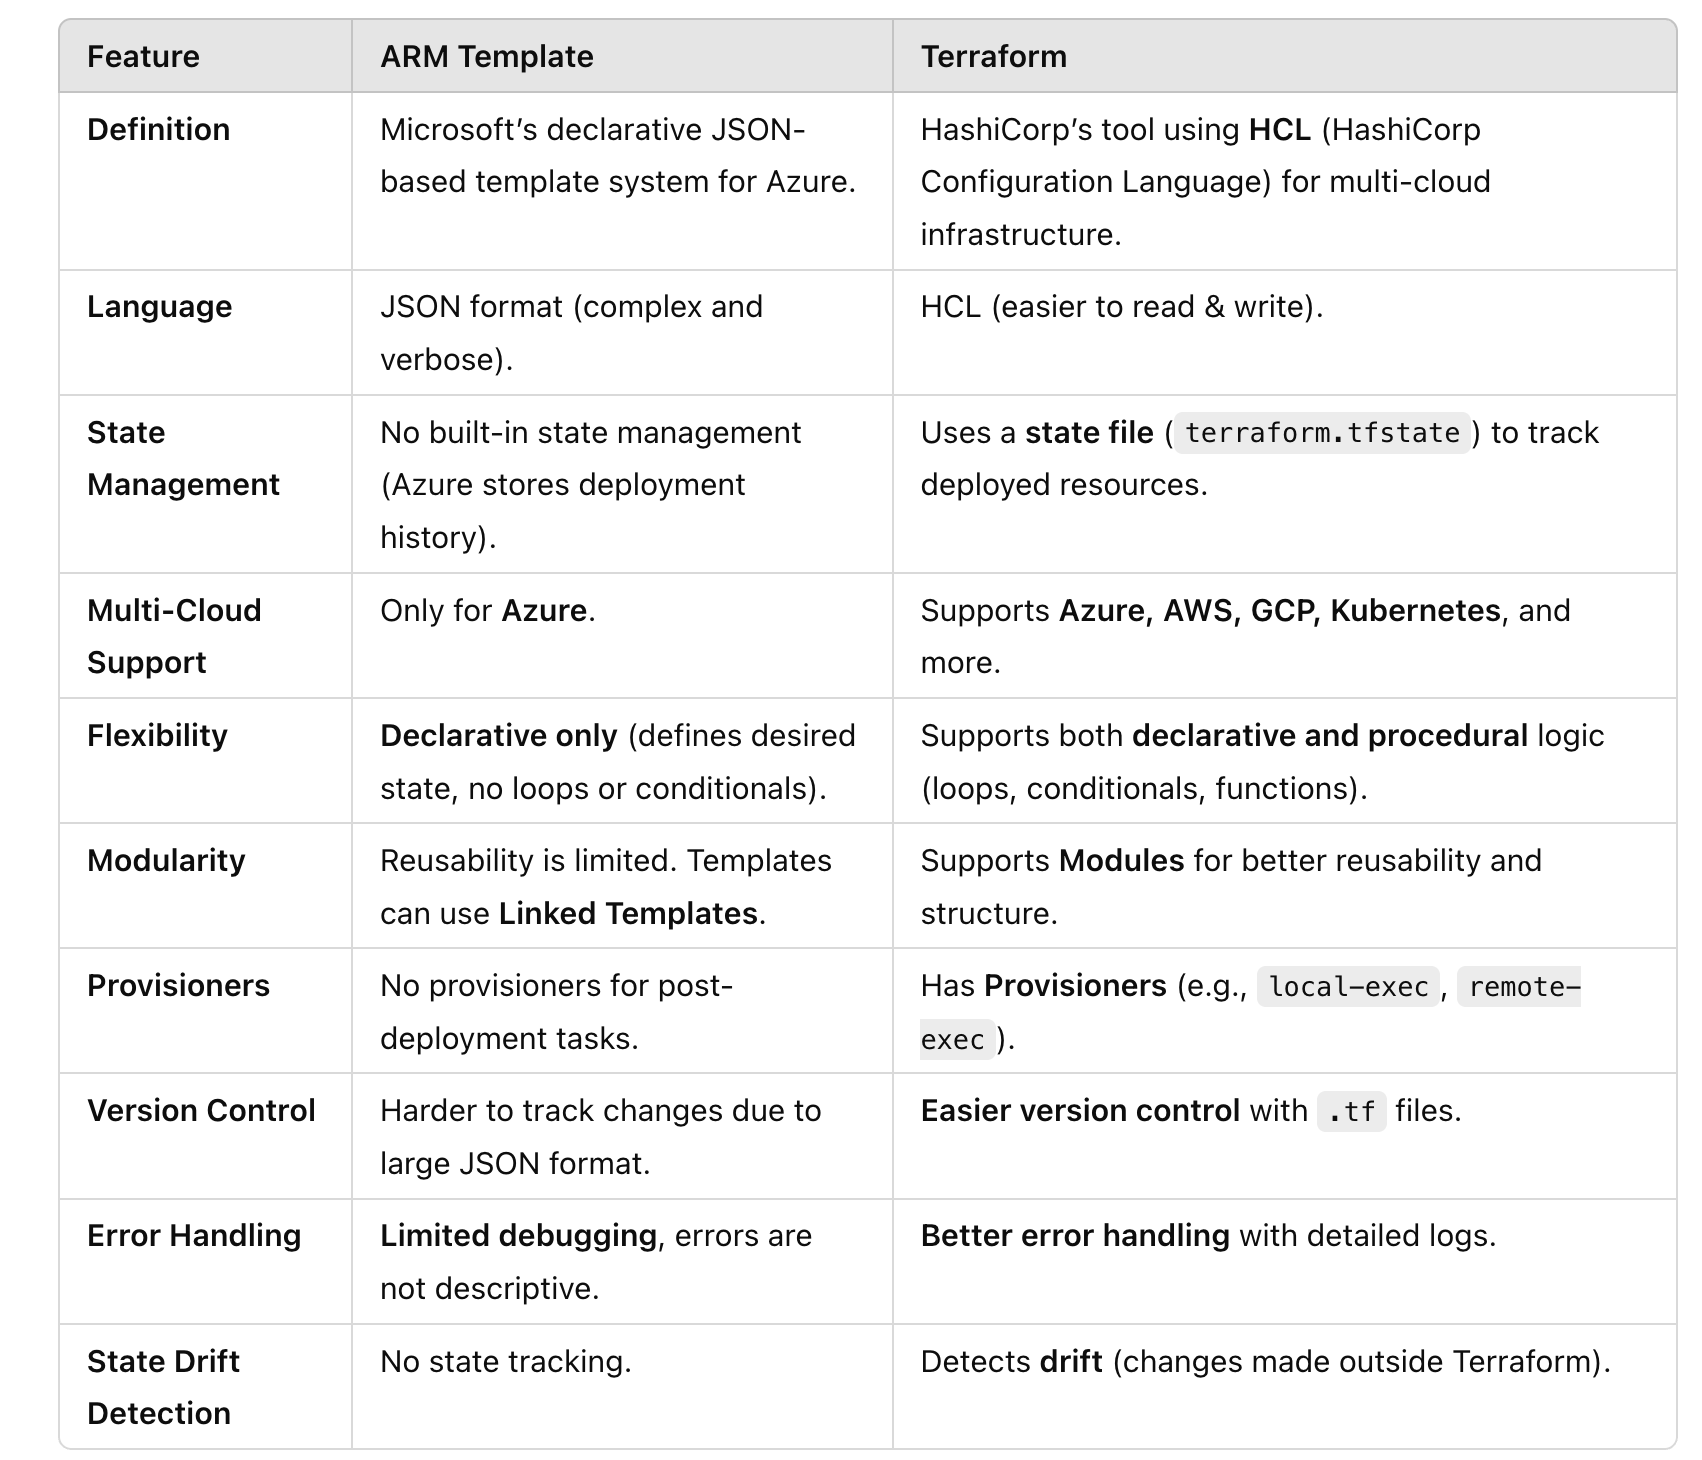 Feature ARM Template Terraform
Definition Microsoft’s declarative JSON- HashiCorp’s tool using HCL (HashiCorp
based template system for Azure. Configuration Language) for multi-cloud
infrastructure.
Language JSON format (complex and HCL (easier to read & write).
verbose).
State No built-in state management Uses a state file (terraform.tfstate) to track
Management (Azure stores deployment deployed resources.
history).
Multi-Cloud Only for Azure. Supports Azure, AWS, GCP, Kubernetes, and
Support more.
Flexibility Declarative only (defines desired Supports both declarative and procedural logic
state, no loops or conditionals). (loops, conditionals, functions).
Modularity Reusability is limited. Templates Supports Modules for better reusability and
can use Linked Templates. structure.
Provisioners No provisioners for post- Has Provisioners (e.g., local-exec, remote-
deployment tasks. exec).
Version Control Harder to track changes due to Easier version control with .tf files.
large JSON format.
Error Handling Limited debugging, errors are Better error handling with detailed logs.
not descriptive.
State Drift No state tracking. Detects drift (changes made outside Terraform).
Detection